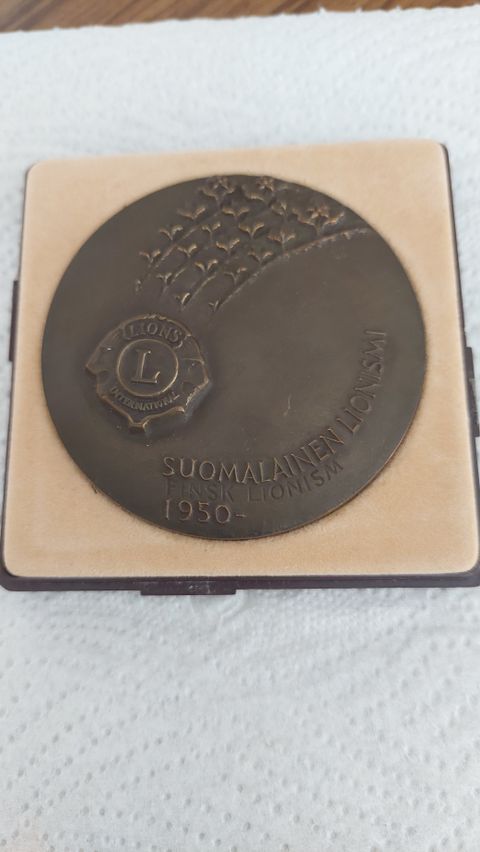 LIONS
L
INTERNATIONAL
SUOMALAINEN LIONISMI
FINSK LIONISM
1950-